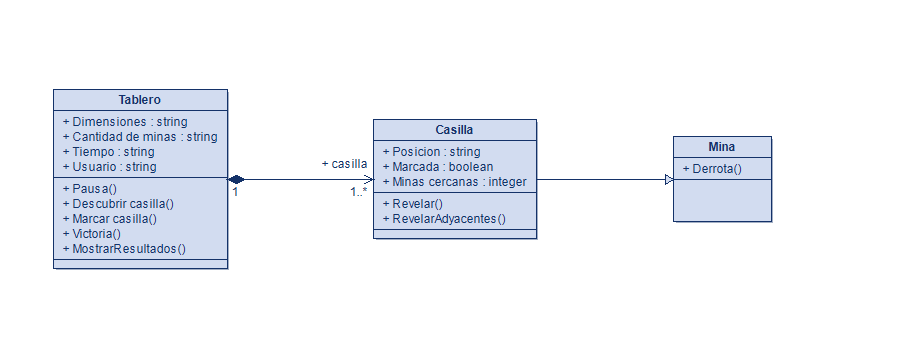 Tablero
+ Dimensiones : string
+ Cantidad de minas : string
+ Tiempo : string
+ Usuario : string
+ Pausa()
+ Descubrir casilla()
+ Marcar casilla()
+ Victoria()
+ MostrarResultados()
1
+ casilla
1..*
Casilla
+ Posicion : string
+ Marcada : boolean
+ Minas cercanas : integer
+ Revelar()
+ RevelarAdyacentes()
Mina
+ Derrota()